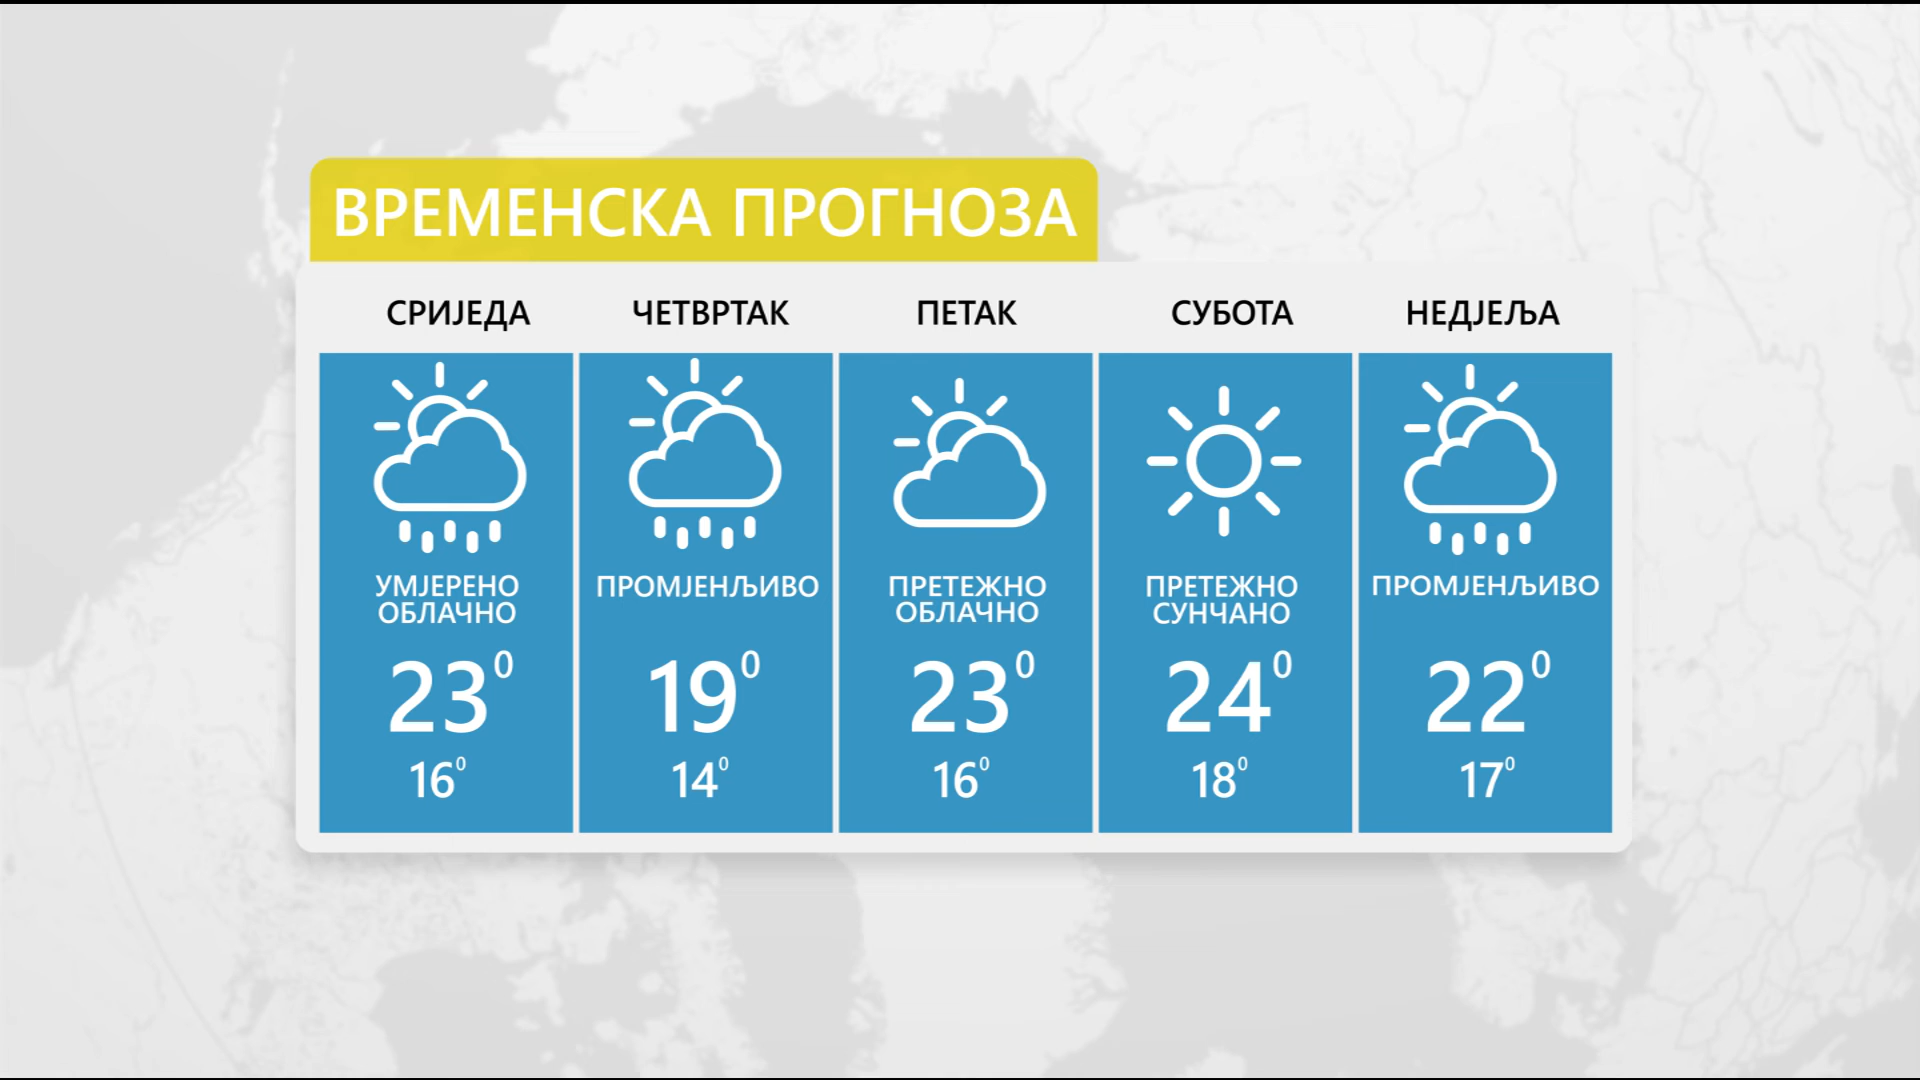 ВРЕМЕНСКА ПРОГНОЗА
СРИЈЕДА
ЧЕТВРТАК
ПЕТАК
СУБОТА
НЕДЈЕЉА
УМЈЕРЕНО
ОБЛАЧНО
ПРОМЈЕНЉИВО
ПРЕТЕЖНО
ОБЛАЧНО
ПРЕТЕЖНО
СУНЧАНО
ПРОМЈЕНЉИВО
23⁰
19⁰
23⁰
24⁰
22⁰
16⁰
14⁰
16⁰
18⁰
17⁰